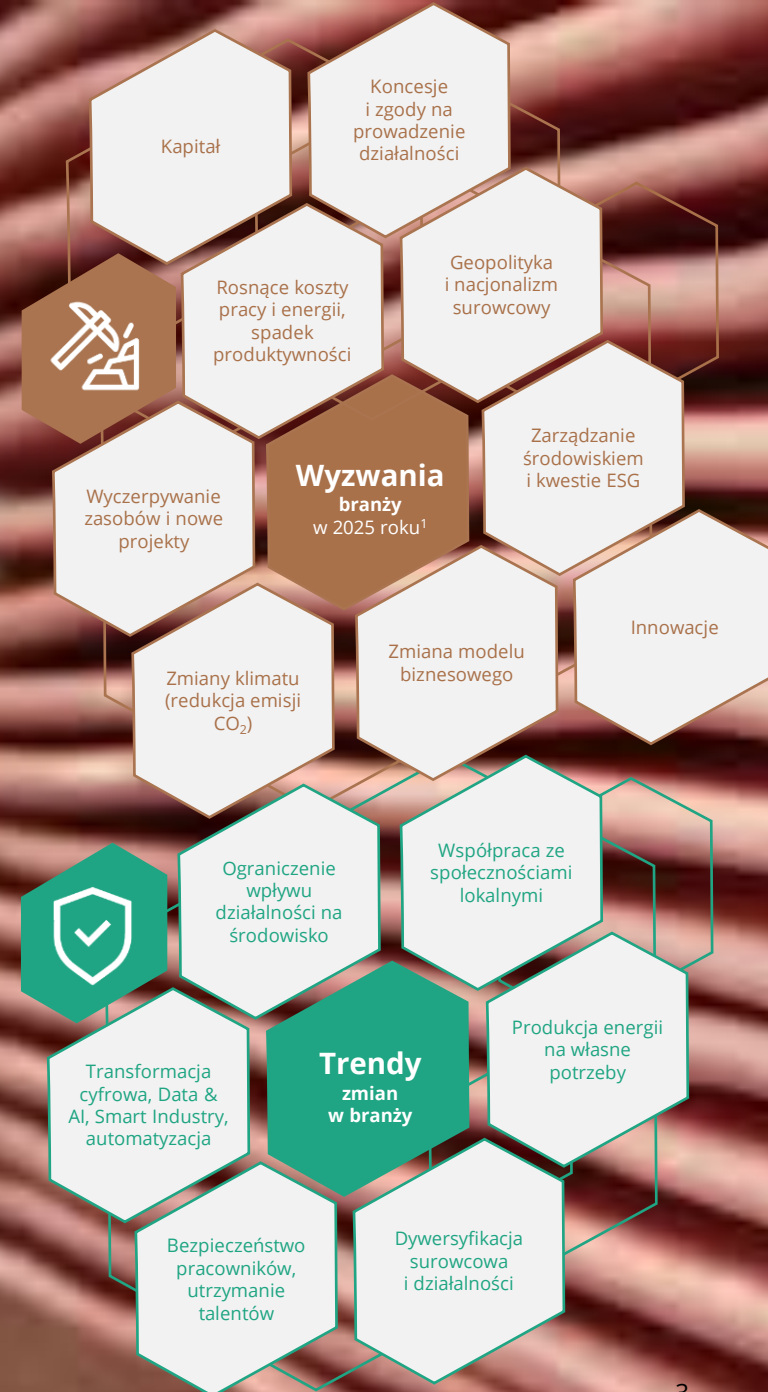 Kapitał
Koncesje
i zgody na
prowadzenie
działalności
Rosnące koszty
pracy i energii,
spadek
produktywności
Geopolityka
i nacjonalizm
surowcowy
Wyzwania
branży
w 2025 roku¹
Zarządzanie
środowiskiem
i kwestie ESG
Wyczerpywanie
zasobów i nowe
projekty
Zmiany klimatu
(redukcja emisji
CO₂)
Zmiana modelu
biznesowego
Innowacje
Ograniczenie
wpływu
działalności na
środowisko
Współpraca ze
społecznościami
lokalnymi
Trendy
zmian
w branży
Produkcja energii
na własne
potrzeby
Transformacja
cyfrowa, Data &
AI, Smart Industry,
automatyzacja
Bezpieczeństwo
pracowników,
utrzymanie
talentów
Dywersyfikacja
surowcowa
i działalności